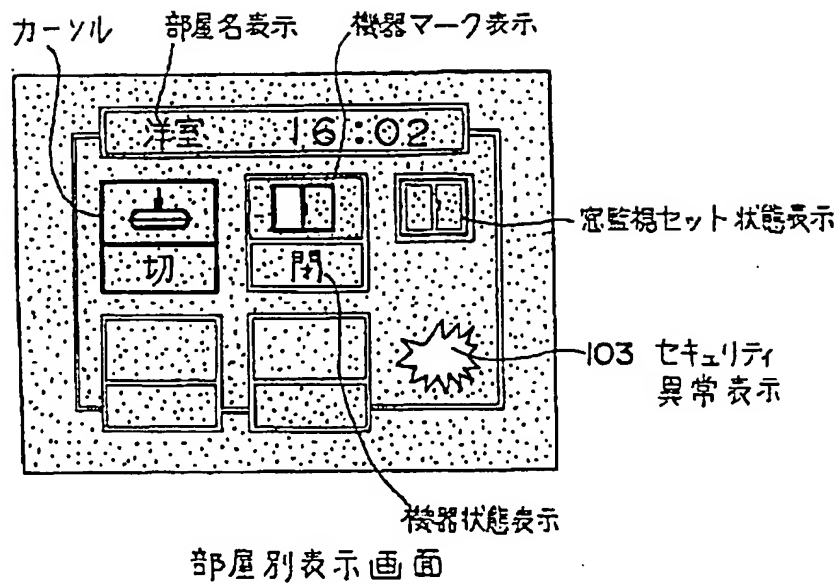 カーソル
部屋名表示
機器マーク表示
洋室 16:02
窓監視セット状態表示
切
閉
103 セキュリティ
異常表示
機器状態表示
部屋別表示画面